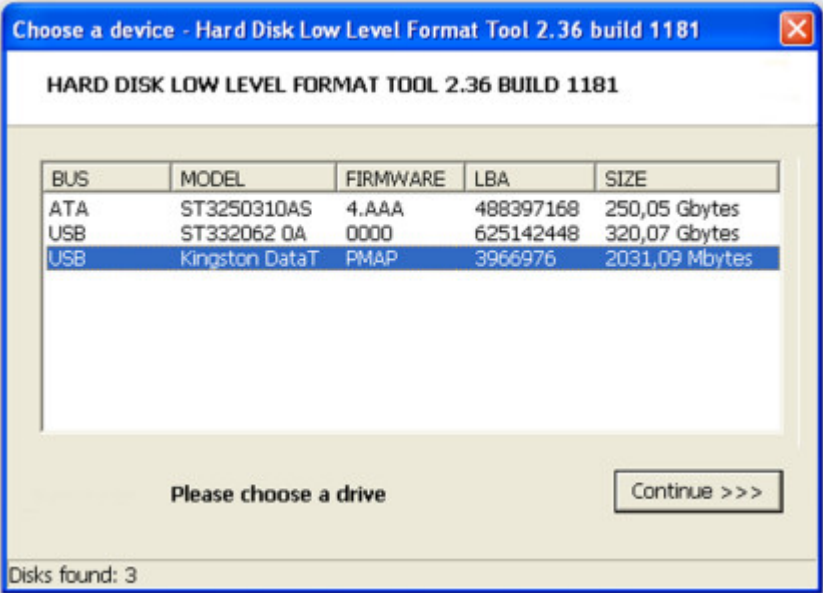 Choose a device - Hard Disk Low Level Format Tool 2.36 build 1181
HARD DISK LOW LEVEL FORMAT TOOL 2.36 BUILD 1181
BUS MODEL FIRMWARE LBA SIZE
ATA ST3250310AS 4.AAA 488397168 250,05 Gbytes
USB ST332062 0A 0000 625142448 320,07 Gbytes
USB Kingston DataT PMAP 3966976 2031,09 Mbytes
Please choose a drive
Continue >>>
Disks found: 3